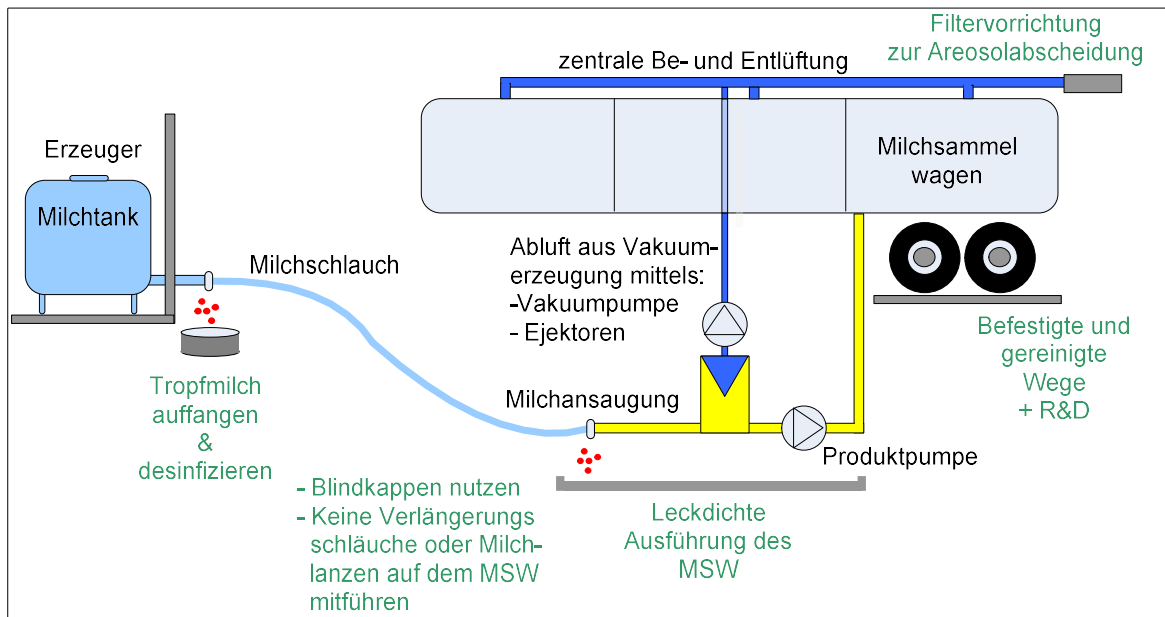 Filtervorrichtung
zur Areosolabscheidung
zentrale Be- und Entlüftung
Erzeuger
Milchtank
Milchsammel
wagen
Milchschlauch
Abluft aus Vakuum-
erzeugung mittels:
-Vakuumpumpe
- Ejektoren
Befestigte und
gereinigte
Wege
+ R&D
Tropfmilch
auffangen
&
desinfizieren
Milchansaugung
Produktpumpe
- Blindkappen nutzen
- Keine Verlängerungs
schläuche oder Milch-
lanzen auf dem MSW
mitführen
Leckdichte
Ausführung des
MSW